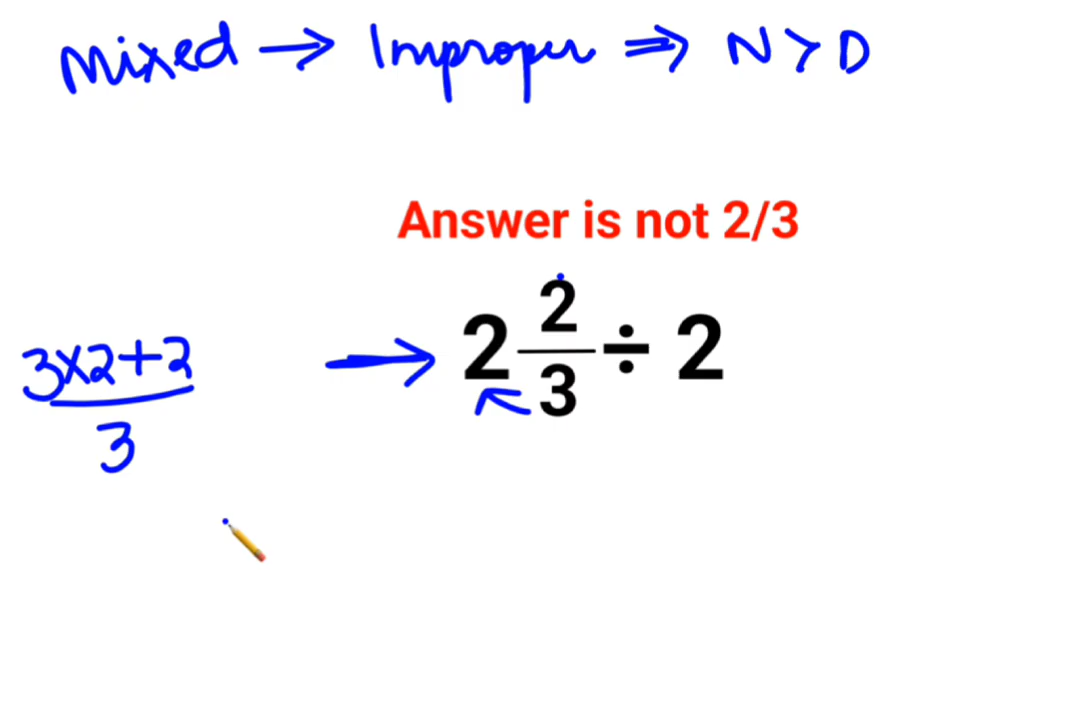 Mixed → Improper ⇒ N > D
Answer is not 2/3
3x2+2
3
→ 2 2/3 ÷ 2